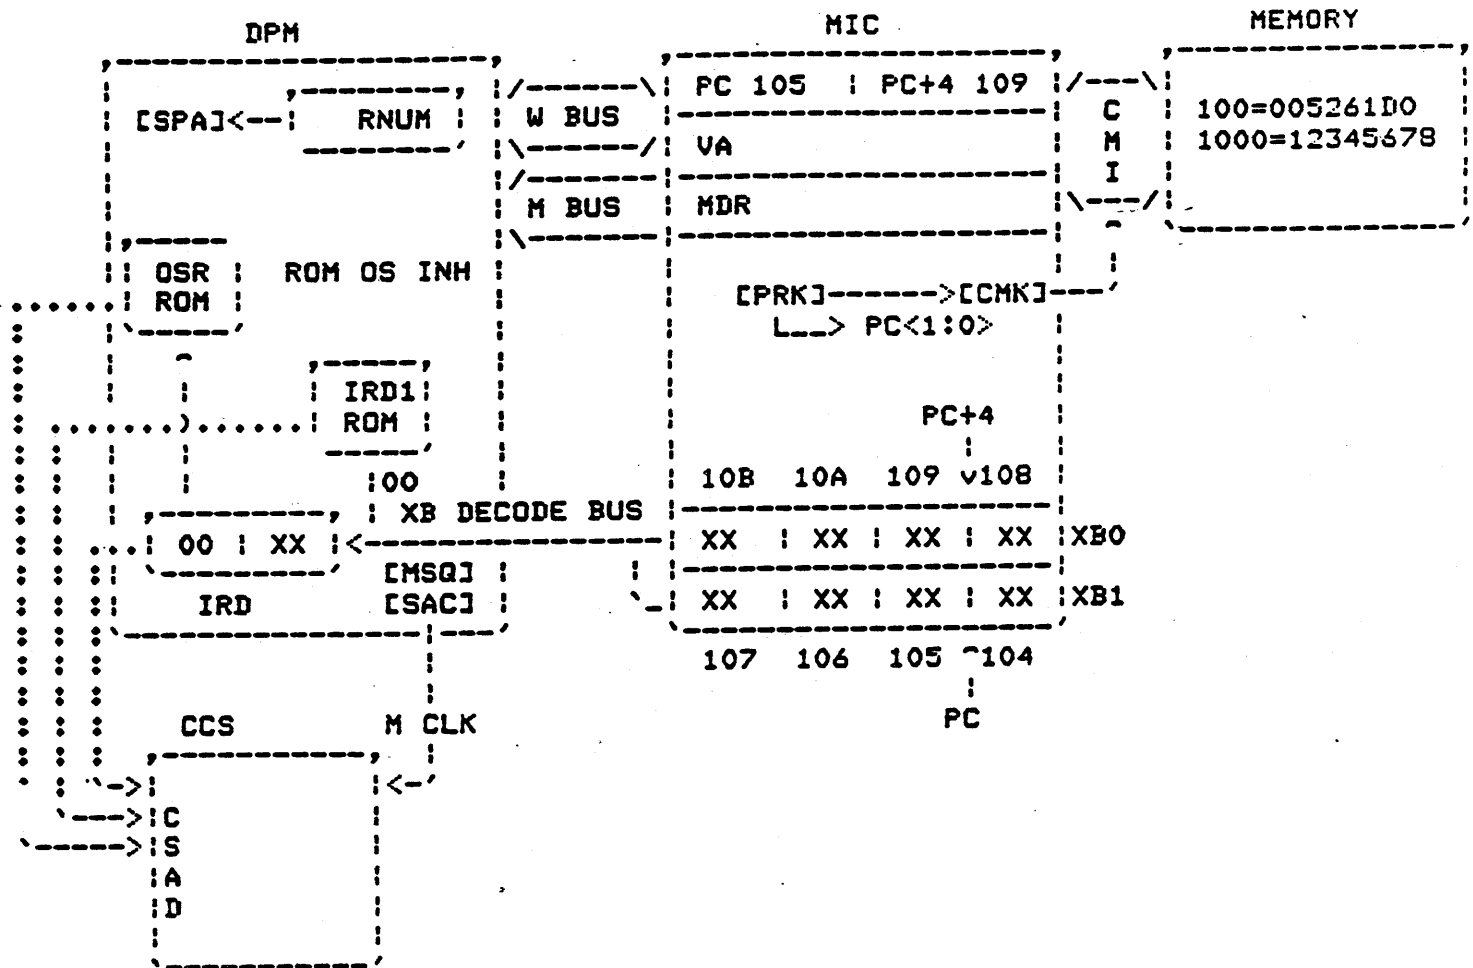 DPM MIC MEMORY
PC 105 | PC+4 109
[SPA]<--| RNUM W BUS C 100=005261D0
VA M 1000=12345678
I
M BUS MDR
OSR ROM OS INH
ROM [PRK]------>[CMK]
L__> PC<1:0>
IRD1
ROM PC+4
00 10B 10A 109 v108
XB DECODE BUS
00 | XX XX | XX | XX | XX XB0
[MSQ]
IRD [SAC] XX | XX | XX | XX XB1
107 106 105 ^104
CCS M CLK PC
C
S
A
D